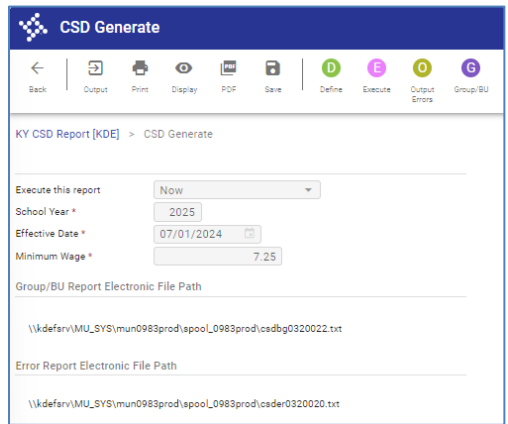 CSD Generate
Back Output Print Display PDF Save Define Execute Output Errors Group/BU
PDF D E O G
KY CSD Report [KDE] > CSD Generate
Execute this report Now
School Year * 2025
Effective Date * 07/01/2024
Minimum Wage * 7.25
Group/BU Report Electronic File Path
\\kdefsrv\MU_SYS\mun0983prod\spool_0983prod\csdbg0320022.txt
Error Report Electronic File Path
\\kdefsrv\MU_SYS\mun0983prod\spool_0983prod\csder0320020.txt